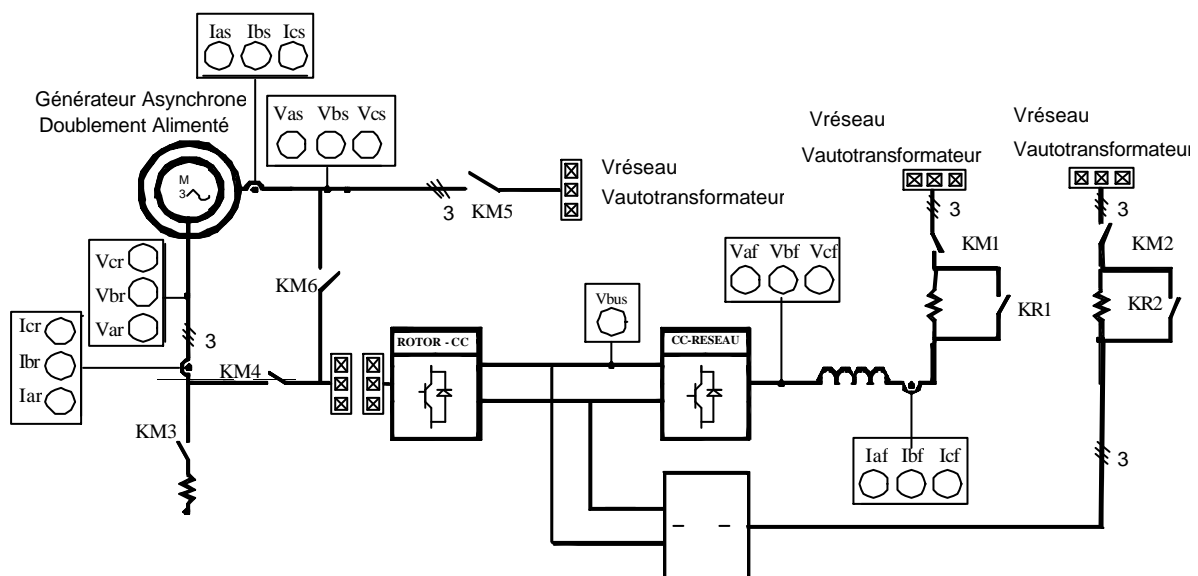 Ias Ibs Ics
Générateur Asynchrone
Doublement Alimenté
Vas Vbs Vcs
M
3
3
KM5
Vréseau
Vautotransformateur
Vréseau
Vautotransformateur
3
KM1
KR1
Vréseau
Vautotransformateur
3
KM2
KR2
Vcr
Vbr
Var
3
Icr
Ibr
Iar
KM6
KM4
KM3
ROTOR - CC
Vbus
CC-RESEAU
Vaf Vbf Vcf
Iaf Ibf Icf
3